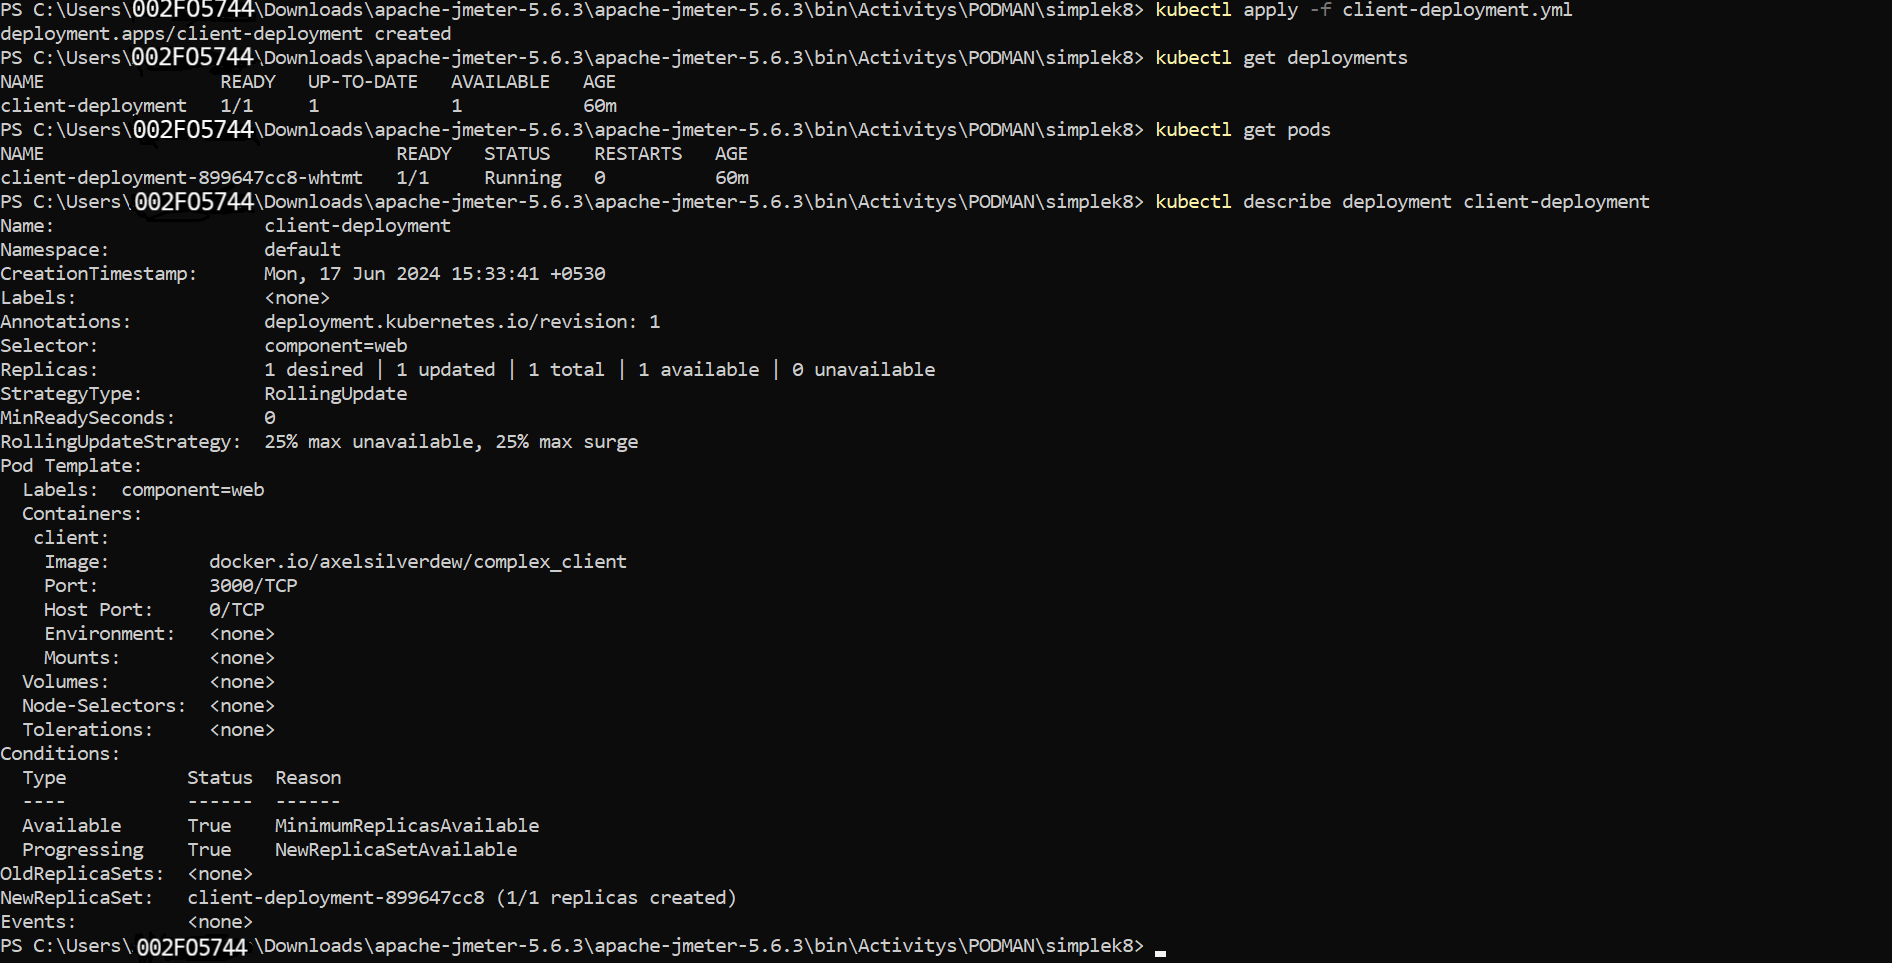 PS C:\Users\002FO5744\Downloads\apache-jmeter-5.6.3\apache-jmeter-5.6.3\bin\Activitys\PODMAN\simplek8> kubectl apply -f client-deployment.yml
deployment.apps/client-deployment created
PS C:\Users\002FO5744\Downloads\apache-jmeter-5.6.3\apache-jmeter-5.6.3\bin\Activitys\PODMAN\simplek8> kubectl get deployments
NAME                READY   UP-TO-DATE   AVAILABLE   AGE
client-deployment   1/1     1            1           60m
PS C:\Users\002FO5744\Downloads\apache-jmeter-5.6.3\apache-jmeter-5.6.3\bin\Activitys\PODMAN\simplek8> kubectl get pods
NAME                                READY   STATUS    RESTARTS   AGE
client-deployment-899647cc8-whtmt   1/1     Running   0          60m
PS C:\Users\002FO5744\Downloads\apache-jmeter-5.6.3\apache-jmeter-5.6.3\bin\Activitys\PODMAN\simplek8> kubectl describe deployment client-deployment
Name:                   client-deployment
Namespace:              default
CreationTimestamp:      Mon, 17 Jun 2024 15:33:41 +0530
Labels:                 <none>
Annotations:            deployment.kubernetes.io/revision: 1
Selector:               component=web
Replicas:               1 desired | 1 updated | 1 total | 1 available | 0 unavailable
StrategyType:           RollingUpdate
MinReadySeconds:        0
RollingUpdateStrategy:  25% max unavailable, 25% max surge
Pod Template:
  Labels:  component=web
  Containers:
   client:
    Image:         docker.io/axelsilverdew/complex_client
    Port:          3000/TCP
    Host Port:     0/TCP
    Environment:   <none>
    Mounts:        <none>
  Volumes:         <none>
  Node-Selectors:  <none>
  Tolerations:     <none>
Conditions:
  Type           Status  Reason
  ----           ------  ------
  Available      True    MinimumReplicasAvailable
  Progressing    True    NewReplicaSetAvailable
OldReplicaSets:  <none>
NewReplicaSet:   client-deployment-899647cc8 (1/1 replicas created)
Events:          <none>
PS C:\Users\002FO5744\Downloads\apache-jmeter-5.6.3\apache-jmeter-5.6.3\bin\Activitys\PODMAN\simplek8>